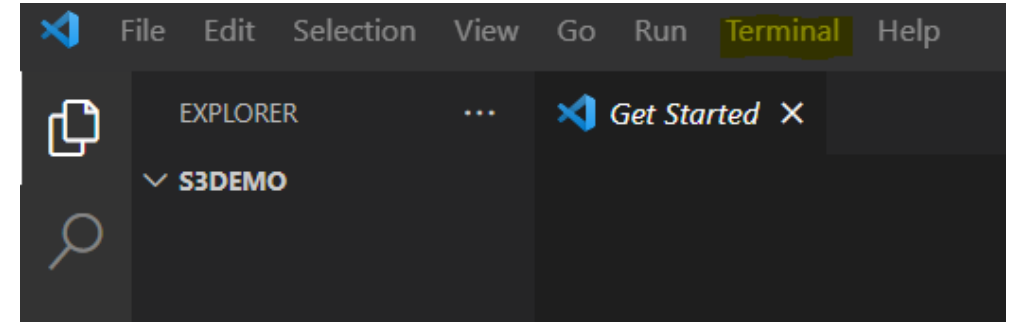 File Edit Selection View Go Run Terminal Help
EXPLORER ··· Get Started
S3DEMO